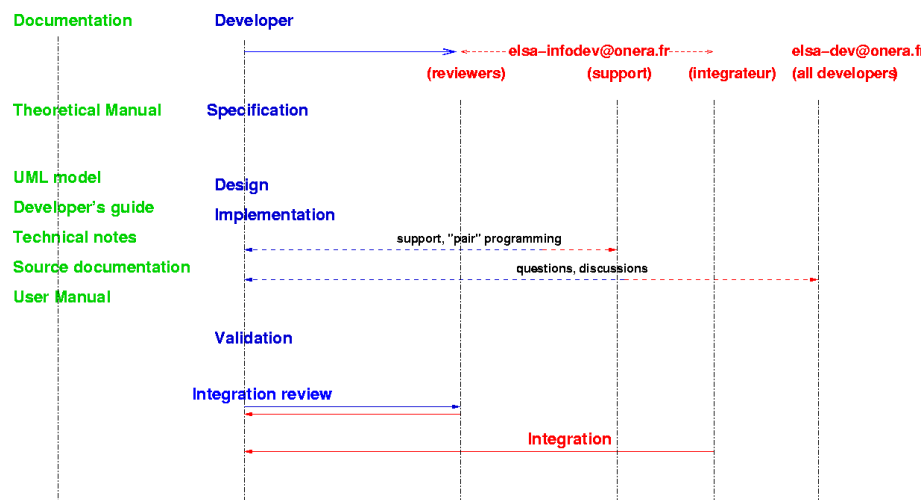 Documentation
Developer
elsa-infodev@onera.fr
elsa-dev@onera.fr
(reviewers)
(support)
(integrateur)
(all developers)
Theoretical Manual
Specification
UML model
Design
Developer's guide
Implementation
Technical notes
support, "pair" programming
Source documentation
questions, discussions
User Manual
Validation
Integration review
Integration